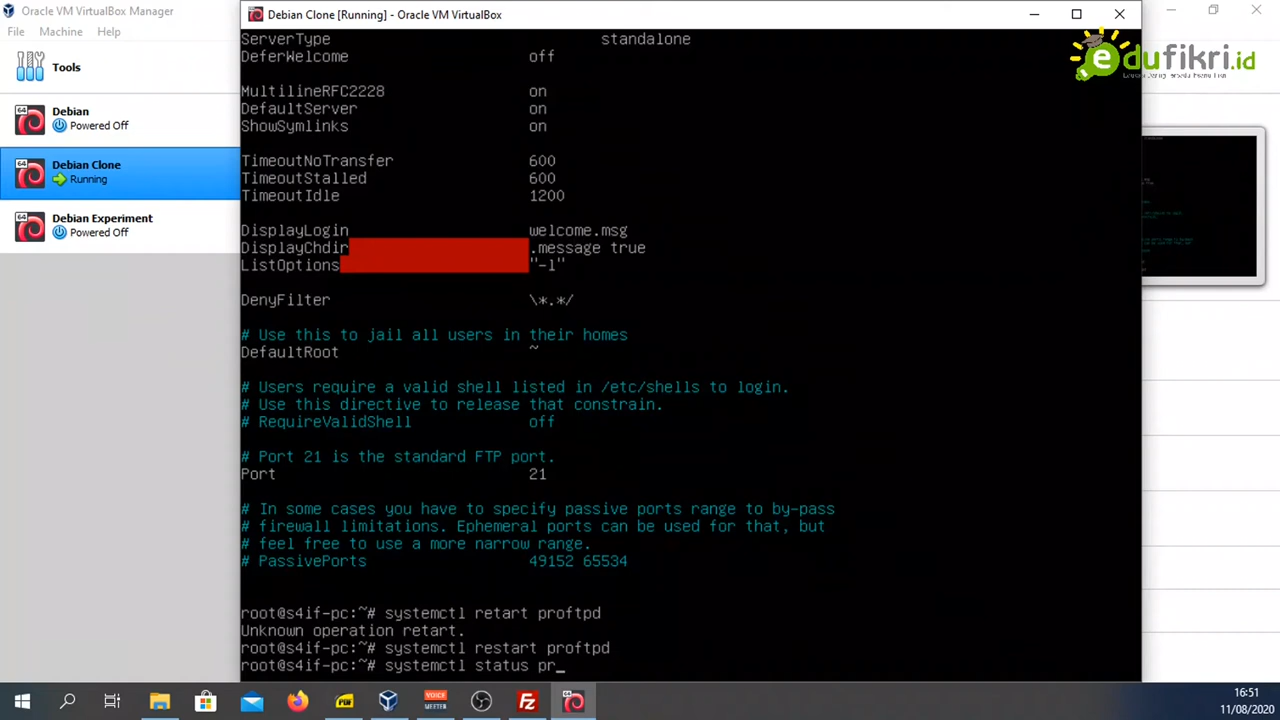 Oracle VM VirtualBox Manager
File Machine Help
Tools
Debian
Powered Off
Debian Clone
Running
Debian Experiment
Powered Off
Debian Clone [Running] - Oracle VM VirtualBox
edufikri.id
ServerType standalone
DeferWelcome off
MultilineRFC2228 on
DefaultServer on
ShowSymlinks on
TimeoutNoTransfer 600
TimeoutStalled 600
TimeoutIdle 1200
DisplayLogin welcome.msg
DisplayChdir .message true
ListOptions "-l"
DenyFilter \*.*/
# Use this to jail all users in their homes
DefaultRoot ~
# Users require a valid shell listed in /etc/shells to login.
# Use this directive to release that constrain.
# RequireValidShell off
# Port 21 is the standard FTP port.
Port 21
# In some cases you have to specify passive ports range to by-pass
# firewall limitations. Ephemeral ports can be used for that, but
# feel free to use a more narrow range.
# PassivePorts 49152 65534
root@s4if-pc:~# systemctl retart proftpd
Unknown operation retart.
root@s4if-pc:~# systemctl restart proftpd
root@s4if-pc:~# systemctl status pr_
16:51
11/08/2020